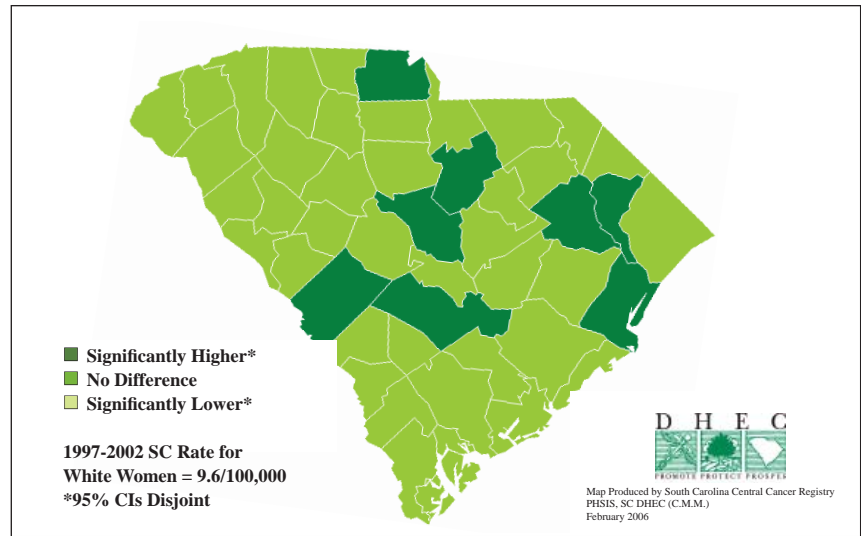 Significantly Higher*
No Difference
Significantly Lower*
1997-2002 SC Rate for
White Women = 9.6/100,000
*95% CIs Disjoint
D H E C
PROMOTE PROTECT PROSPER
Map Produced by South Carolina Central Cancer Registry
PHSIS, SC DHEC (C.M.M.)
February 2006